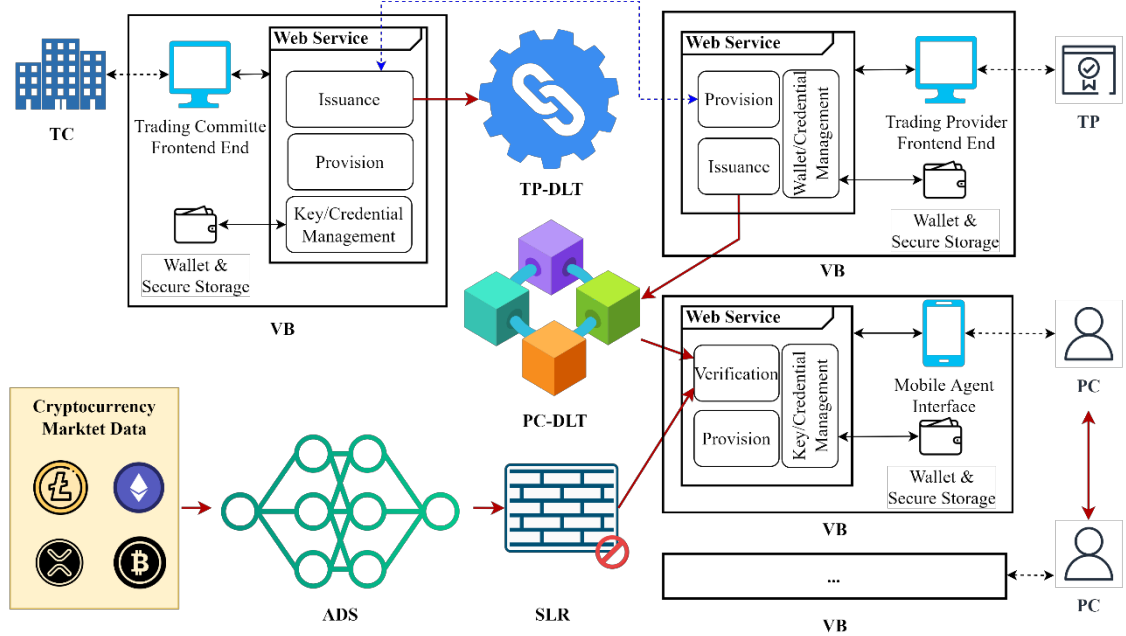 TC
Trading Committe
Frontend End
Wallet &
Secure Storage
Web Service
Issuance
Provision
Key/Credential
Management
VB
TP-DLT
Web Service
Provision
Issuance
Wallet/Credential
Management
Trading Provider
Frontend End
Wallet &
Secure Storage
VB
TP
PC-DLT
Web Service
Verification
Provision
Key/Credential
Management
Mobile Agent
Interface
Wallet &
Secure Storage
VB
PC
Cryptocurrency
Marktet Data
ADS
SLR
...
VB
PC